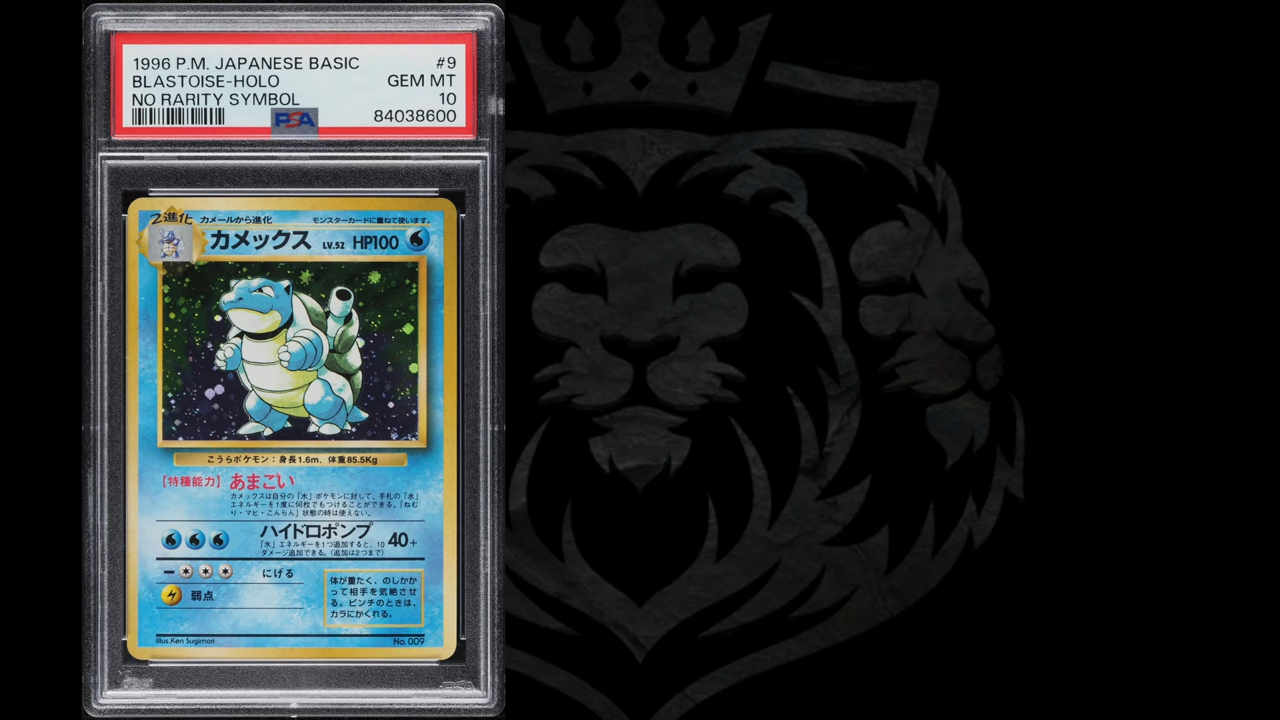 1996 P.M. JAPANESE BASIC #9
BLASTOISE-HOLO GEM MT
NO RARITY SYMBOL 10
PSA 84038600
2進化 カメールから進化 モンスターカードに重ねて使います。
カメックス LV.52 HP100
こうらポケモン：身長1.6m、体重85.5Kg
【特種能力】あまごい
カメックスは自分の「水」ポケモンに対して、手札の「水」
エネルギーを1度に何枚でもつけることができる。「ねむ
り・マヒ・こんらん」状態の時は使えない。
ハイドロポンプ 40+
「水」エネルギーを1つ追加すると、10
ダメージ追加できる。（追加は2つまで）
にげる
弱点
体が重たく、のしかか
って相手を気絶させ
る。ピンチのときは、
カラにかくれる。
Illus.Ken Sugimori No. 009
PSA